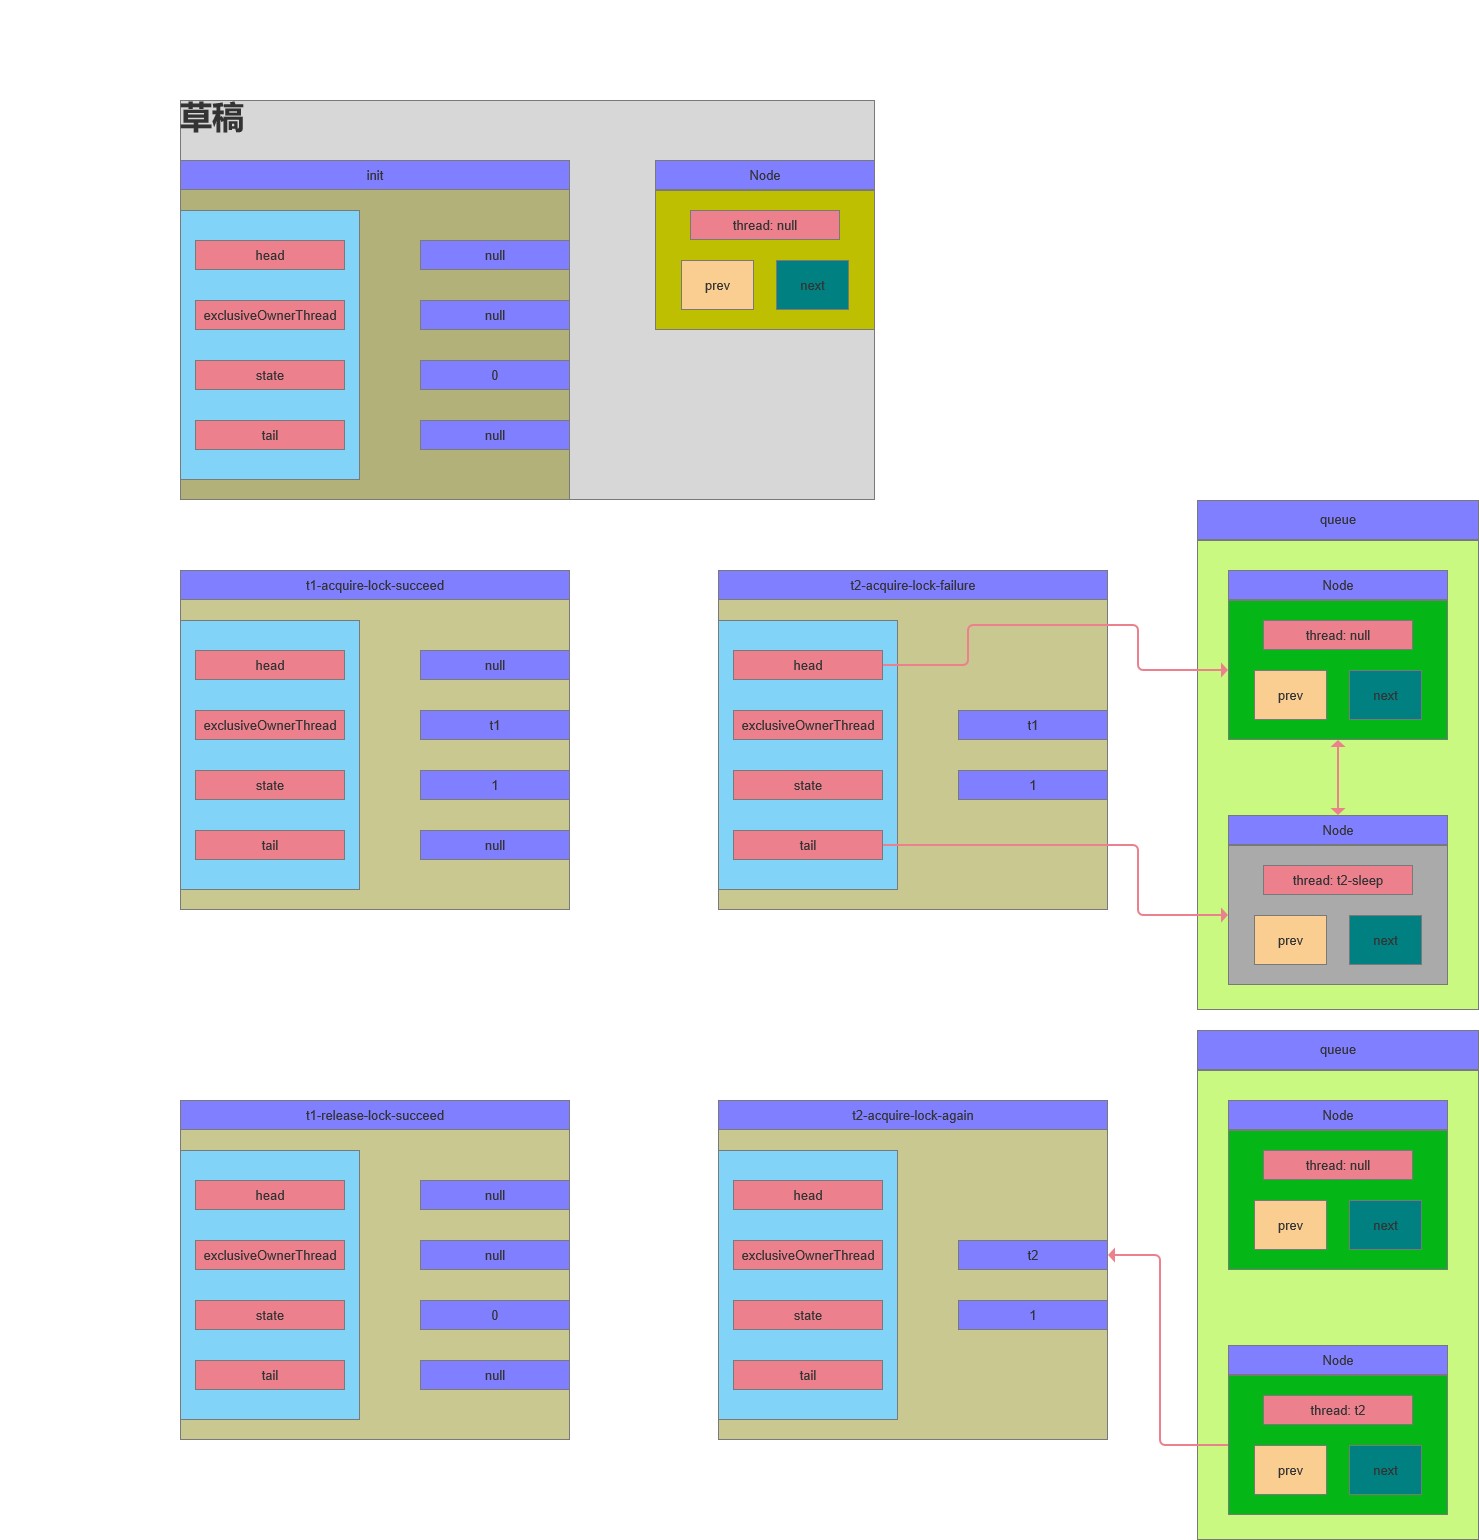 草稿
init
Node
head
null
exclusiveOwnerThread
null
state
0
tail
null
thread: null
prev
next
t1-acquire-lock-succeed
head
null
exclusiveOwnerThread
t1
state
1
tail
null
t2-acquire-lock-failure
head
exclusiveOwnerThread
t1
state
1
tail
queue
Node
thread: null
prev
next
Node
thread: t2-sleep
prev
next
t1-release-lock-succeed
head
null
exclusiveOwnerThread
null
state
0
tail
null
t2-acquire-lock-again
head
exclusiveOwnerThread
t2
state
1
tail
queue
Node
thread: null
prev
next
Node
thread: t2
prev
next